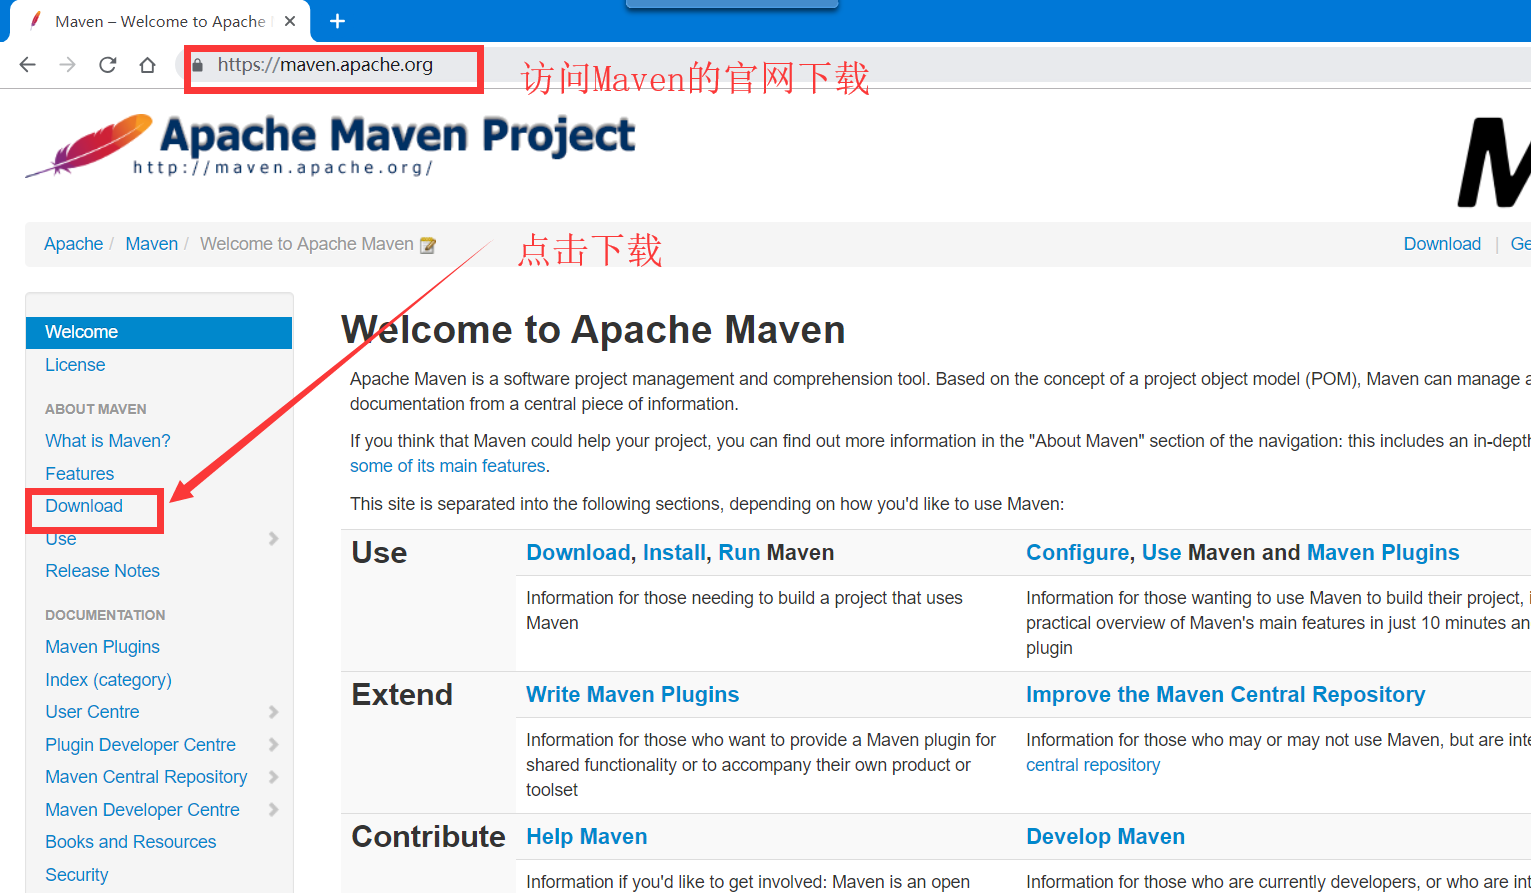 Maven – Welcome to Apache
https://maven.apache.org
访问Maven的官网下载
Apache Maven Project
http://maven.apache.org/
Apache / Maven / Welcome to Apache Maven
点击下载
Download |
Welcome
License
ABOUT MAVEN
What is Maven?
Features
Download
Use
Release Notes
DOCUMENTATION
Maven Plugins
Index (category)
User Centre
Plugin Developer Centre
Maven Central Repository
Maven Developer Centre
Books and Resources
Security
Welcome to Apache Maven
Apache Maven is a software project management and comprehension tool. Based on the concept of a project object model (POM), Maven can manage a
documentation from a central piece of information.
If you think that Maven could help your project, you can find out more information in the "About Maven" section of the navigation: this includes an in-depth
some of its main features.
This site is separated into the following sections, depending on how you'd like to use Maven:
Use
Download, Install, Run Maven
Information for those needing to build a project that uses
Maven
Configure, Use Maven and Maven Plugins
Information for those wanting to use Maven to build their project,
practical overview of Maven's main features in just 10 minutes an
plugin
Extend
Write Maven Plugins
Information for those who want to provide a Maven plugin for
shared functionality or to accompany their own product or
toolset
Improve the Maven Central Repository
Information for those who may or may not use Maven, but are inte
central repository
Contribute
Help Maven
Information if you'd like to get involved: Maven is an open
Develop Maven
Information for those who are currently developers, or who are int